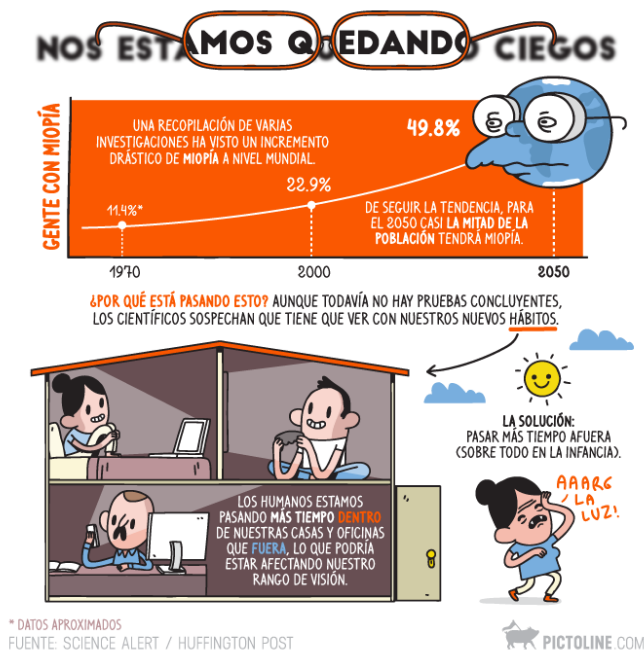 NOS ESTAMOS QUEDANDO CIEGOS
GENTE CON MIOPÍA
UNA RECOPILACIÓN DE VARIAS
INVESTIGACIONES HA VISTO UN INCREMENTO
DRÁSTICO DE MIOPÍA A NIVEL MUNDIAL.
49.8%
22.9%
11.4%*
DE SEGUIR LA TENDENCIA, PARA
EL 2050 CASI LA MITAD DE LA
POBLACIÓN TENDRÁ MIOPÍA.
1970
2000
2050
¿POR QUÉ ESTÁ PASANDO ESTO? AUNQUE TODAVÍA NO HAY PRUEBAS CONCLUYENTES,
LOS CIENTÍFICOS SOSPECHAN QUE TIENE QUE VER CON NUESTROS NUEVOS HÁBITOS.
LA SOLUCIÓN:
PASAR MÁS TIEMPO AFUERA
(SOBRE TODO EN LA INFANCIA).
AAARG
LA
LUZ!
LOS HUMANOS ESTAMOS
PASANDO MÁS TIEMPO DENTRO
DE NUESTRAS CASAS Y OFICINAS
QUE FUERA, LO QUE PODRÍA
ESTAR AFECTANDO NUESTRO
RANGO DE VISIÓN.
* DATOS APROXIMADOS
FUENTE: SCIENCE ALERT / HUFFINGTON POST
PICTOLINE.COM